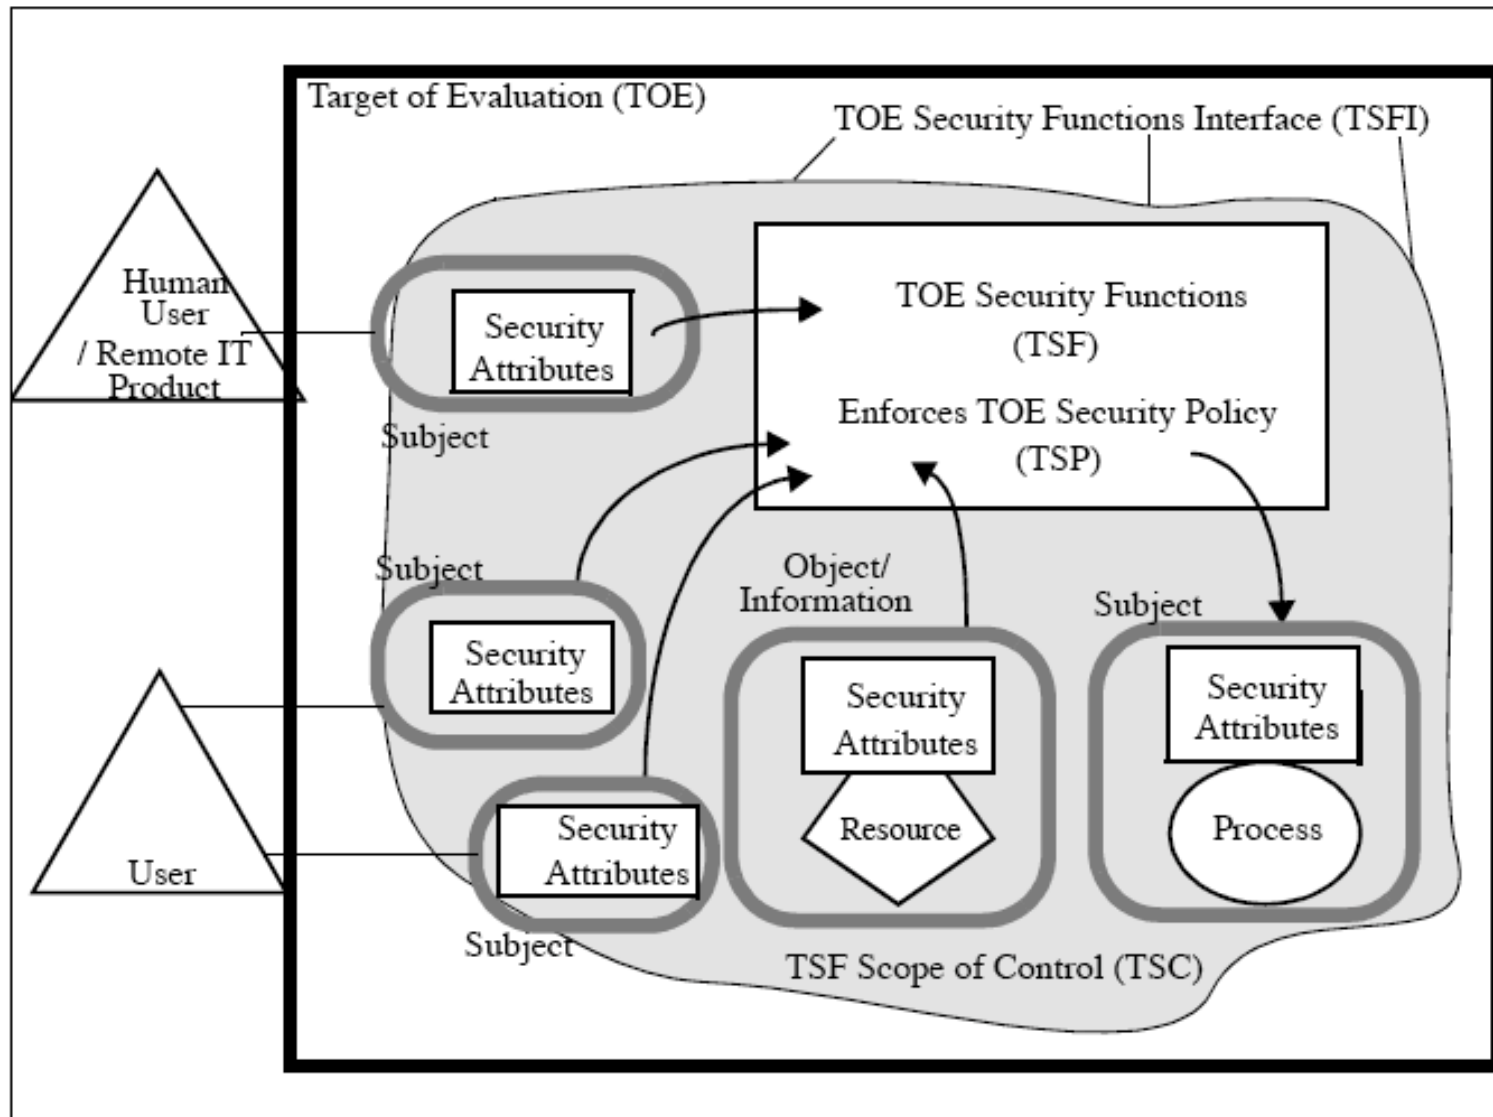 Target of Evaluation (TOE)
TOE Security Functions Interface (TSFI)
Human
User
/ Remote IT
Product
Security
Attributes
Subject
TOE Security Functions
(TSF)
Enforces TOE Security Policy
(TSP)
Subject
Security
Attributes
Object/
Information
Security
Attributes
Resource
Subject
Security
Attributes
Process
User
Security
Attributes
Subject
TSF Scope of Control (TSC)